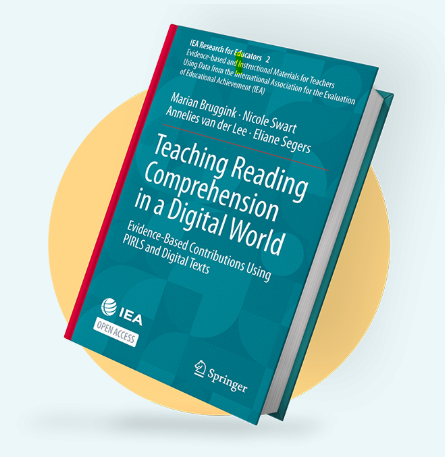 IEA Research for Educators 2
Evidence-based and Instructional Materials for Teachers
Using Data from the International Association for the Evaluation
of Educational Achievement (IEA)
Marian Bruggink · Nicole Swart
Annelies van der Lee · Eliane Segers
Teaching Reading
Comprehension
in a Digital World
Evidence-Based Contributions Using
PIRLS and Digital Texts
IEA
OPEN ACCESS
Springer